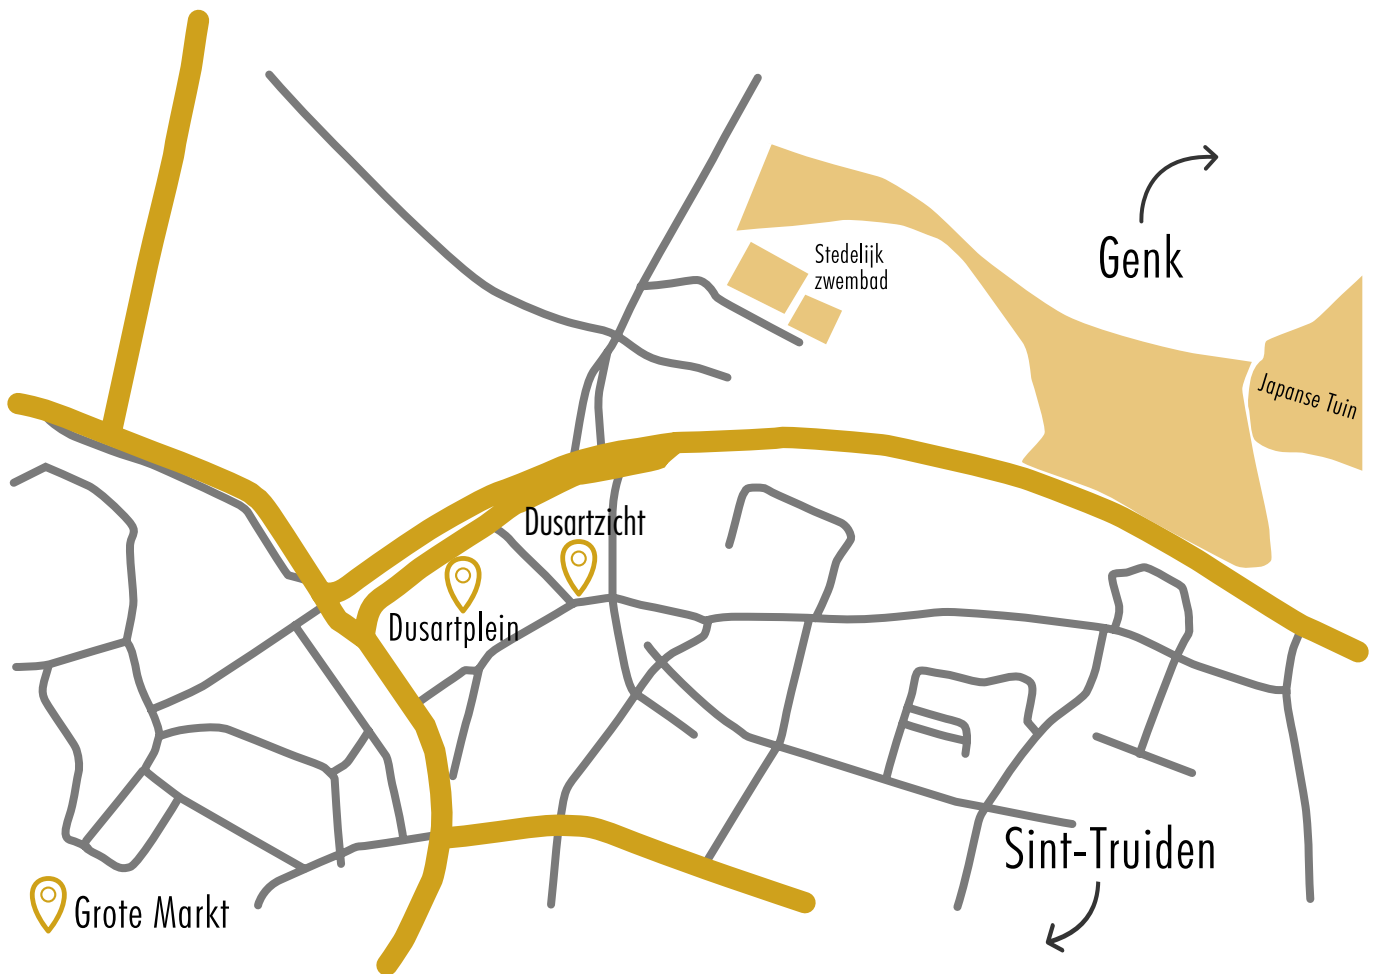 Stedelijk
zwembad
Genk
Japanse Tuin
Dusartzicht
Dusartplein
Sint-Truiden
Grote Markt